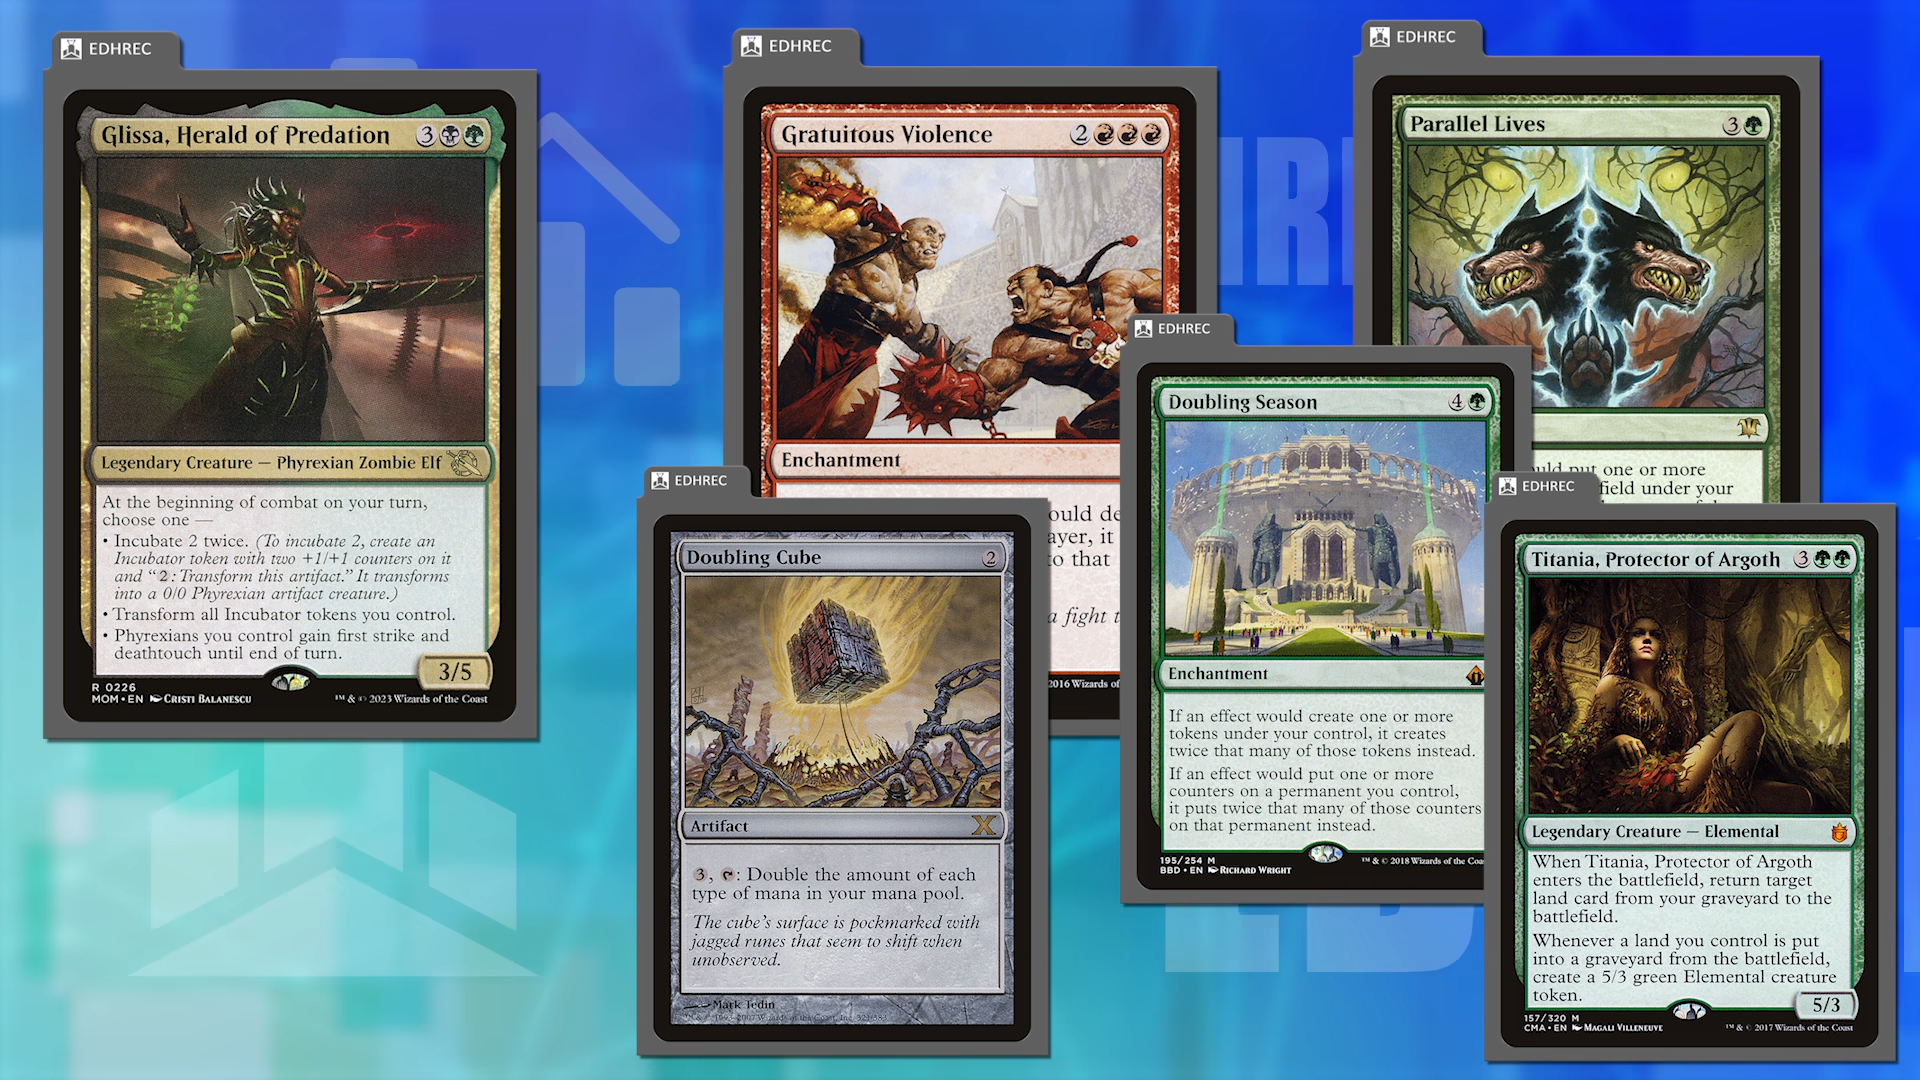 EDHREC
Glissa, Herald of Predation 3
Legendary Creature — Phyrexian Zombie Elf
At the beginning of combat on your turn,
choose one —
• Incubate 2 twice. (To incubate 2, create an
Incubator token with two +1/+1 counters on it
and “2: Transform this artifact.” It transforms
into a 0/0 Phyrexian artifact creature.)
• Transform all Incubator tokens you control.
• Phyrexians you control gain first strike and
deathtouch until end of turn.
3/5
R 0226
MOM • EN CRISTI BALANESCU
™ & © 2023 Wizards of the Coast
EDHREC
Gratuitous Violence 2
Enchantment
ould de
ayer, it
to that
a fight t
2016 Wizards of
EDHREC
Parallel Lives 3
uld put one or more
field under your
EDHREC
Doubling Cube 2
Artifact X
3, : Double the amount of each
type of mana in your mana pool.
The cube's surface is pockmarked with
jagged runes that seem to shift when
unobserved.
Mark Tedin
EDHREC
Doubling Season 4
Enchantment
If an effect would create one or more
tokens under your control, it creates
twice that many of those tokens instead.
If an effect would put one or more
counters on a permanent you control,
it puts twice that many of those counters
on that permanent instead.
195/254 M
BBD • EN RICHARD WRIGHT
™ & © 2018 Wizards of the Coa
EDHREC
Titania, Protector of Argoth 3
Legendary Creature — Elemental
When Titania, Protector of Argoth
enters the battlefield, return target
land card from your graveyard to the
battlefield.
Whenever a land you control is put
into a graveyard from the battlefield,
create a 5/3 green Elemental creature
token.
5/3
157/320 M
CMA • EN MAGALI VILLENEUVE
™ & © 2017 Wizards of the Coast